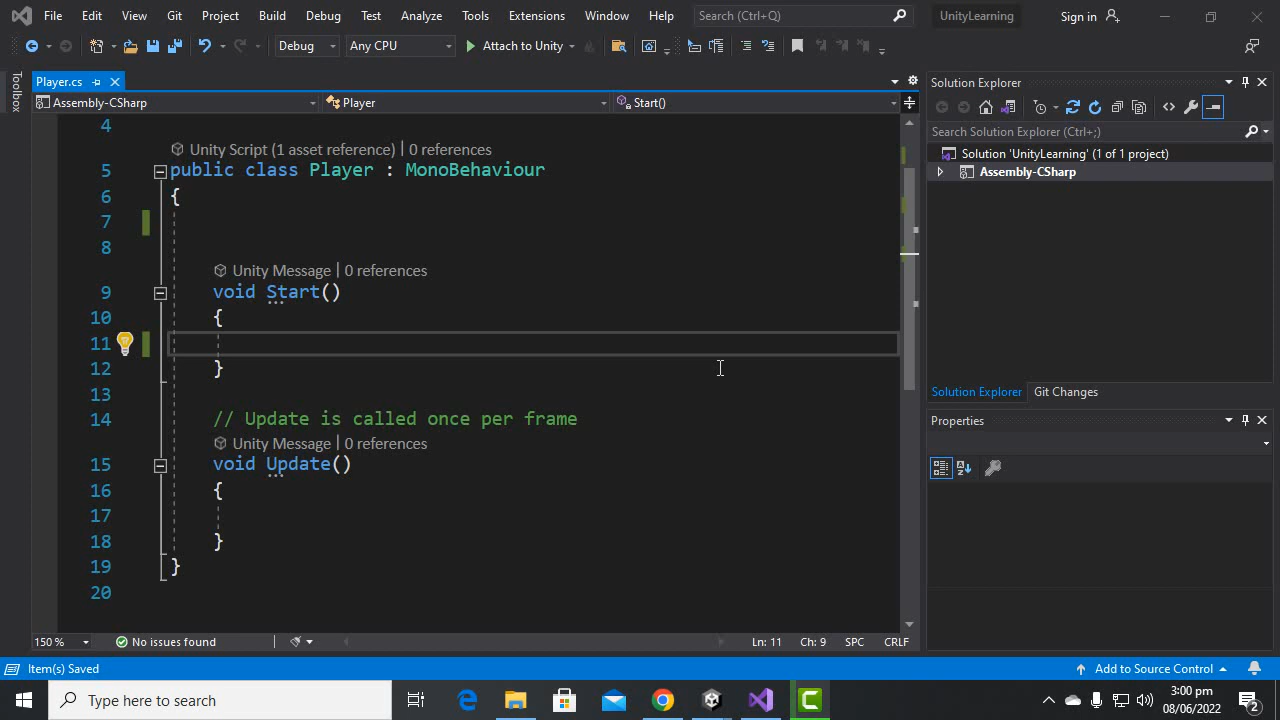 File Edit View Git Project Build Debug Test Analyze Tools Extensions Window Help Search (Ctrl+Q) UnityLearning Sign in
Debug Any CPU Attach to Unity
Toolbox
Player.cs
Assembly-CSharp Player Start()
4
Unity Script (1 asset reference) | 0 references
5 public class Player : MonoBehaviour
6 {
7
8
Unity Message | 0 references
9 void Start()
10 {
11
12 }
13
14 // Update is called once per frame
Unity Message | 0 references
15 void Update()
16 {
17
18 }
19 }
20
150 % No issues found Ln: 11 Ch: 9 SPC CRLF
Solution Explorer
Search Solution Explorer (Ctrl+;)
Solution 'UnityLearning' (1 of 1 project)
Assembly-CSharp
Solution Explorer Git Changes
Properties
Item(s) Saved Add to Source Control
Type here to search
3:00 pm
08/06/2022
2